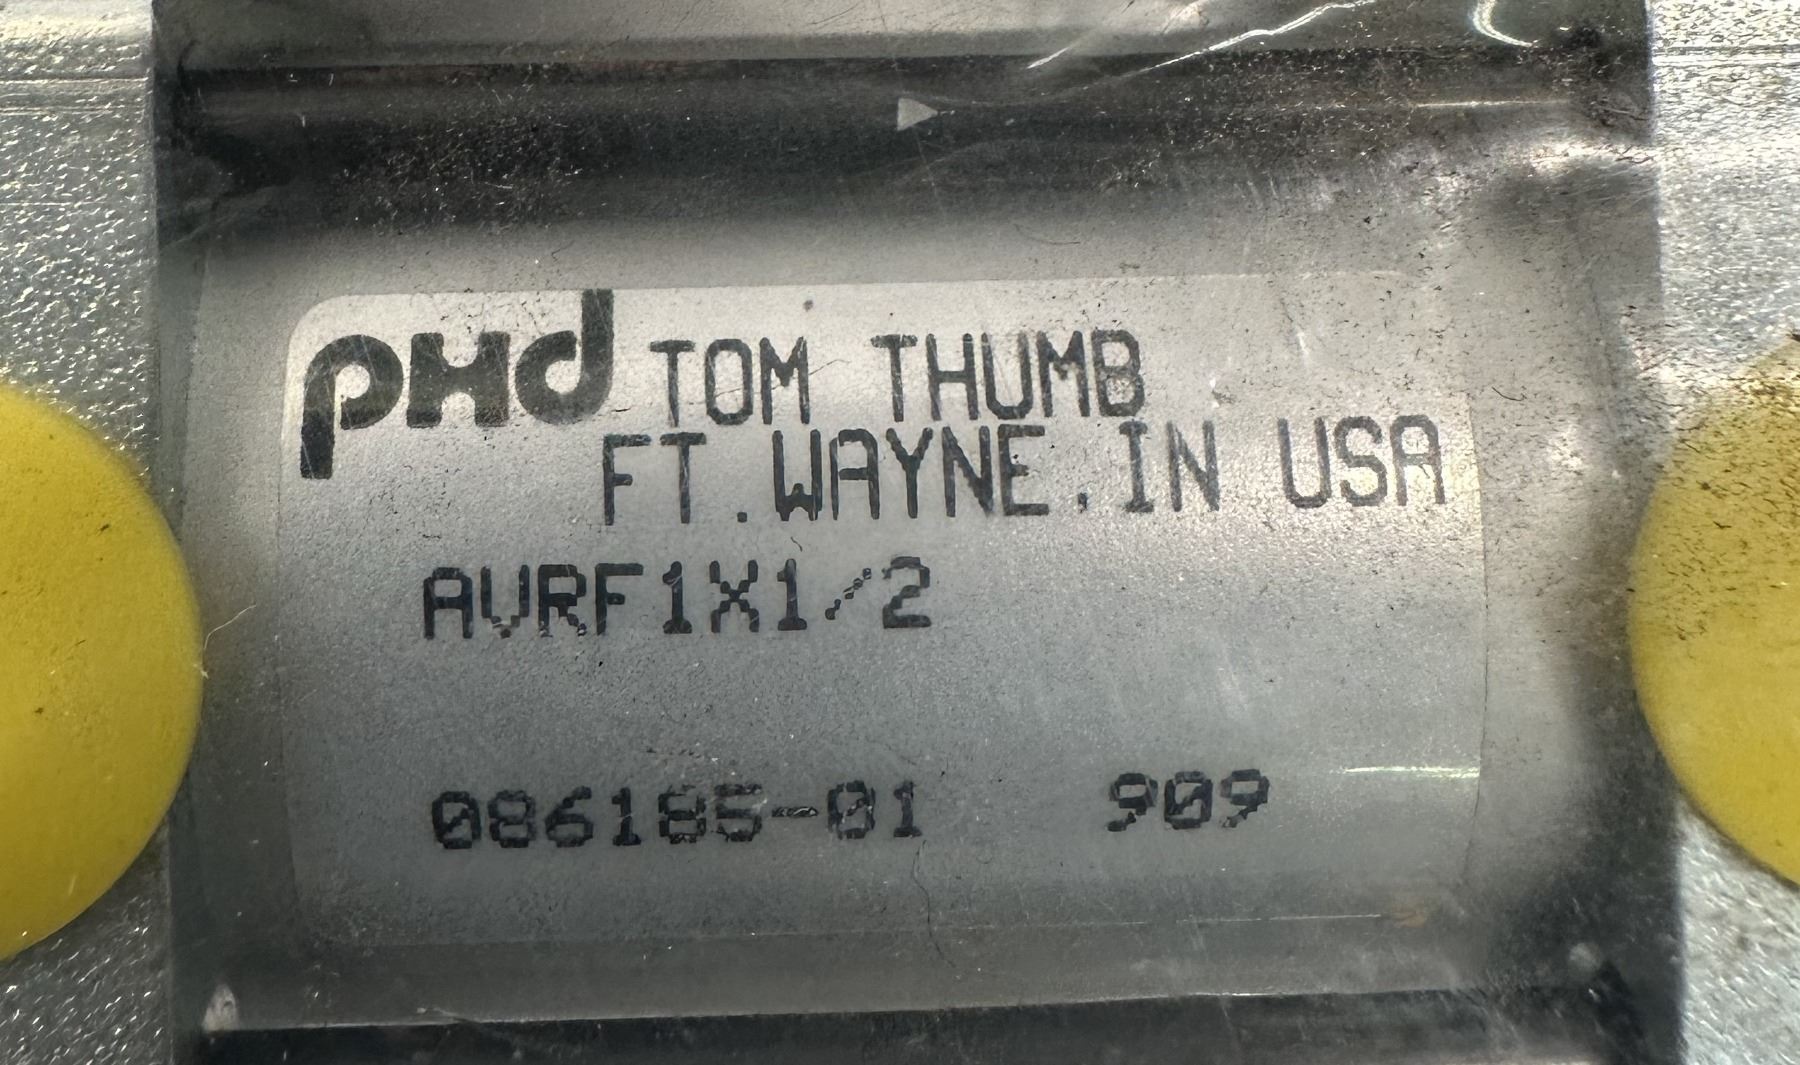 PHD TOM THUMB
FT.WAYNE.IN USA
AVRF1X1/2
086185-01 909